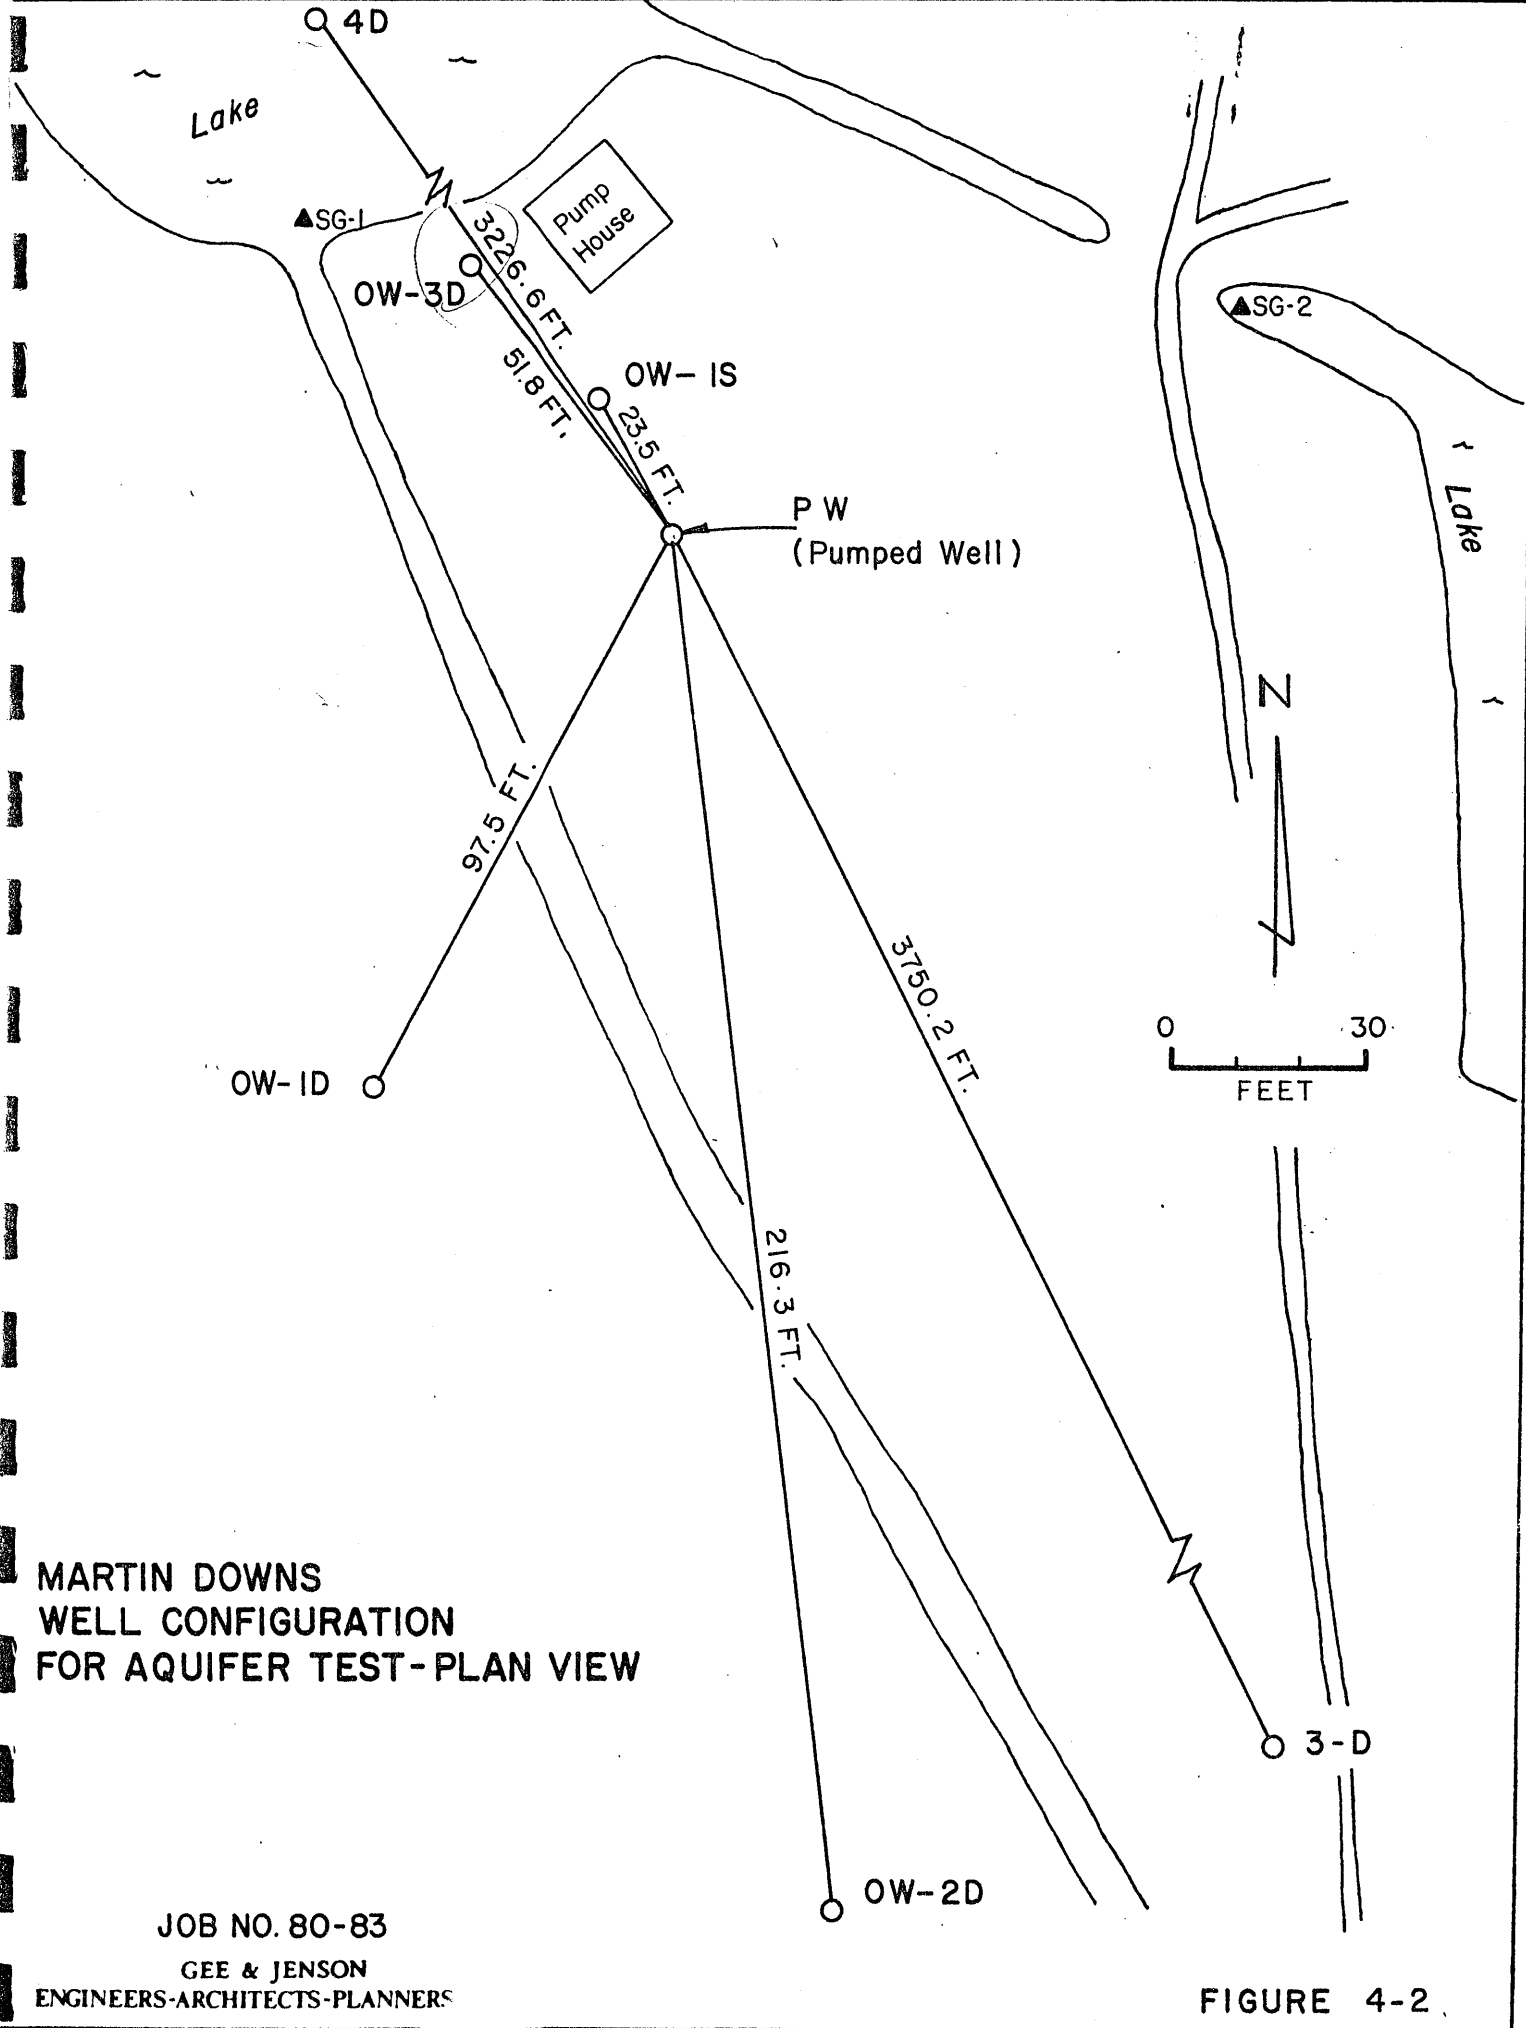 4D
Lake
SG-1
Pump
House
3226.6 FT.
OW-3D
51.8 FT.
OW-1S
23.5 FT.
SG-2
P W
(Pumped Well)
Lake
N
97.5 FT.
3750.2 FT.
0 30
FEET
OW-1D
216.3 FT.
MARTIN DOWNS
WELL CONFIGURATION
FOR AQUIFER TEST-PLAN VIEW
3-D
OW-2D
JOB NO. 80-83
GEE & JENSON
ENGINEERS-ARCHITECTS-PLANNERS
FIGURE 4-2